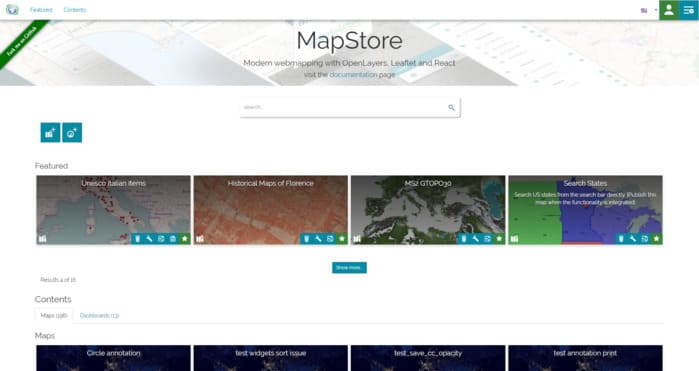 Featured Contents
Fork me on GitHub
MapStore
Modern webmapping with OpenLayers, Leaflet and React
visit the documentation page
search...
Featured
Unesco Italian Items
Historical Maps of Florence
MS2 GTOPO30
Search States
Search US states from the search bar directly (Publish this
map when the functionality is integrated)
Show more...
Results 4 of 16
Contents
Maps (198) Dashboards (13)
Maps
Circle annotation
test widgets sort issue
test_save_cc_opacity
test annotation print